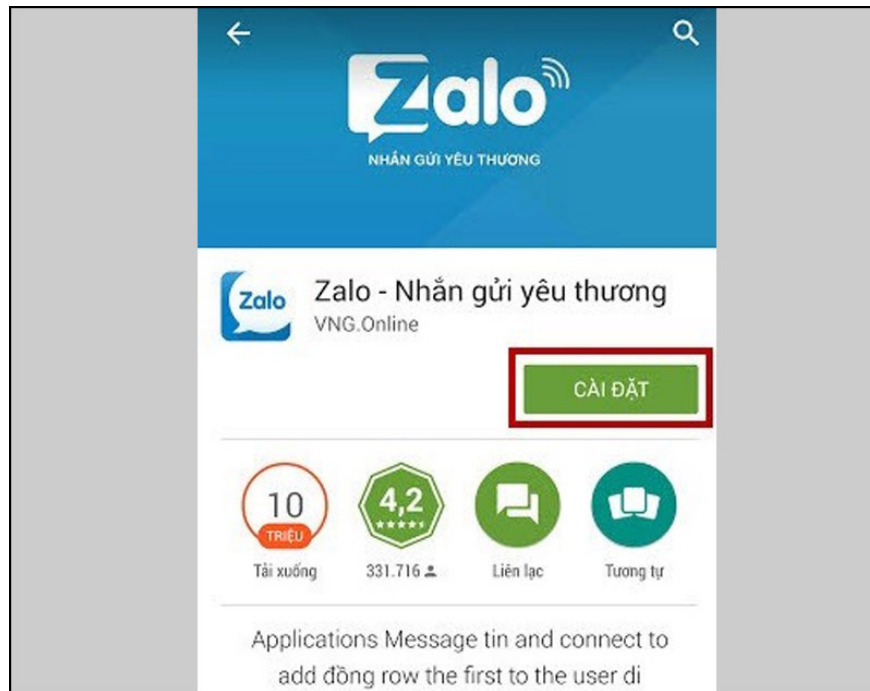 Zalo
NHẮN GỬI YÊU THƯƠNG
Zalo
Zalo - Nhắn gửi yêu thương
VNG.Online
CÀI ĐẶT
10
TRIỆU
4,2
Tải xuống
331.716
Liên lạc
Tương tự
Applications Message tin and connect to
add đồng row the first to the user di